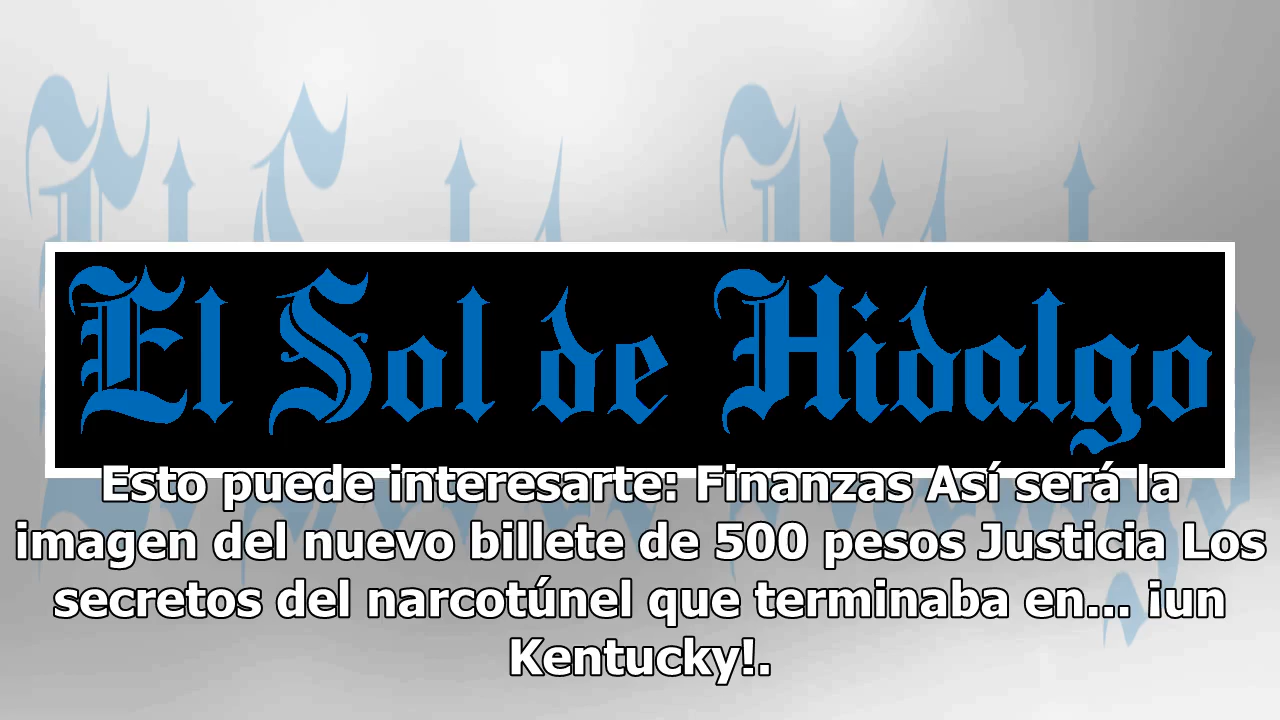 El Sol de Hidalgo
Esto puede interesarte: Finanzas Así será la
imagen del nuevo billete de 500 pesos Justicia Los
secretos del narcotúnel que terminaba en... ¡un
Kentucky!.